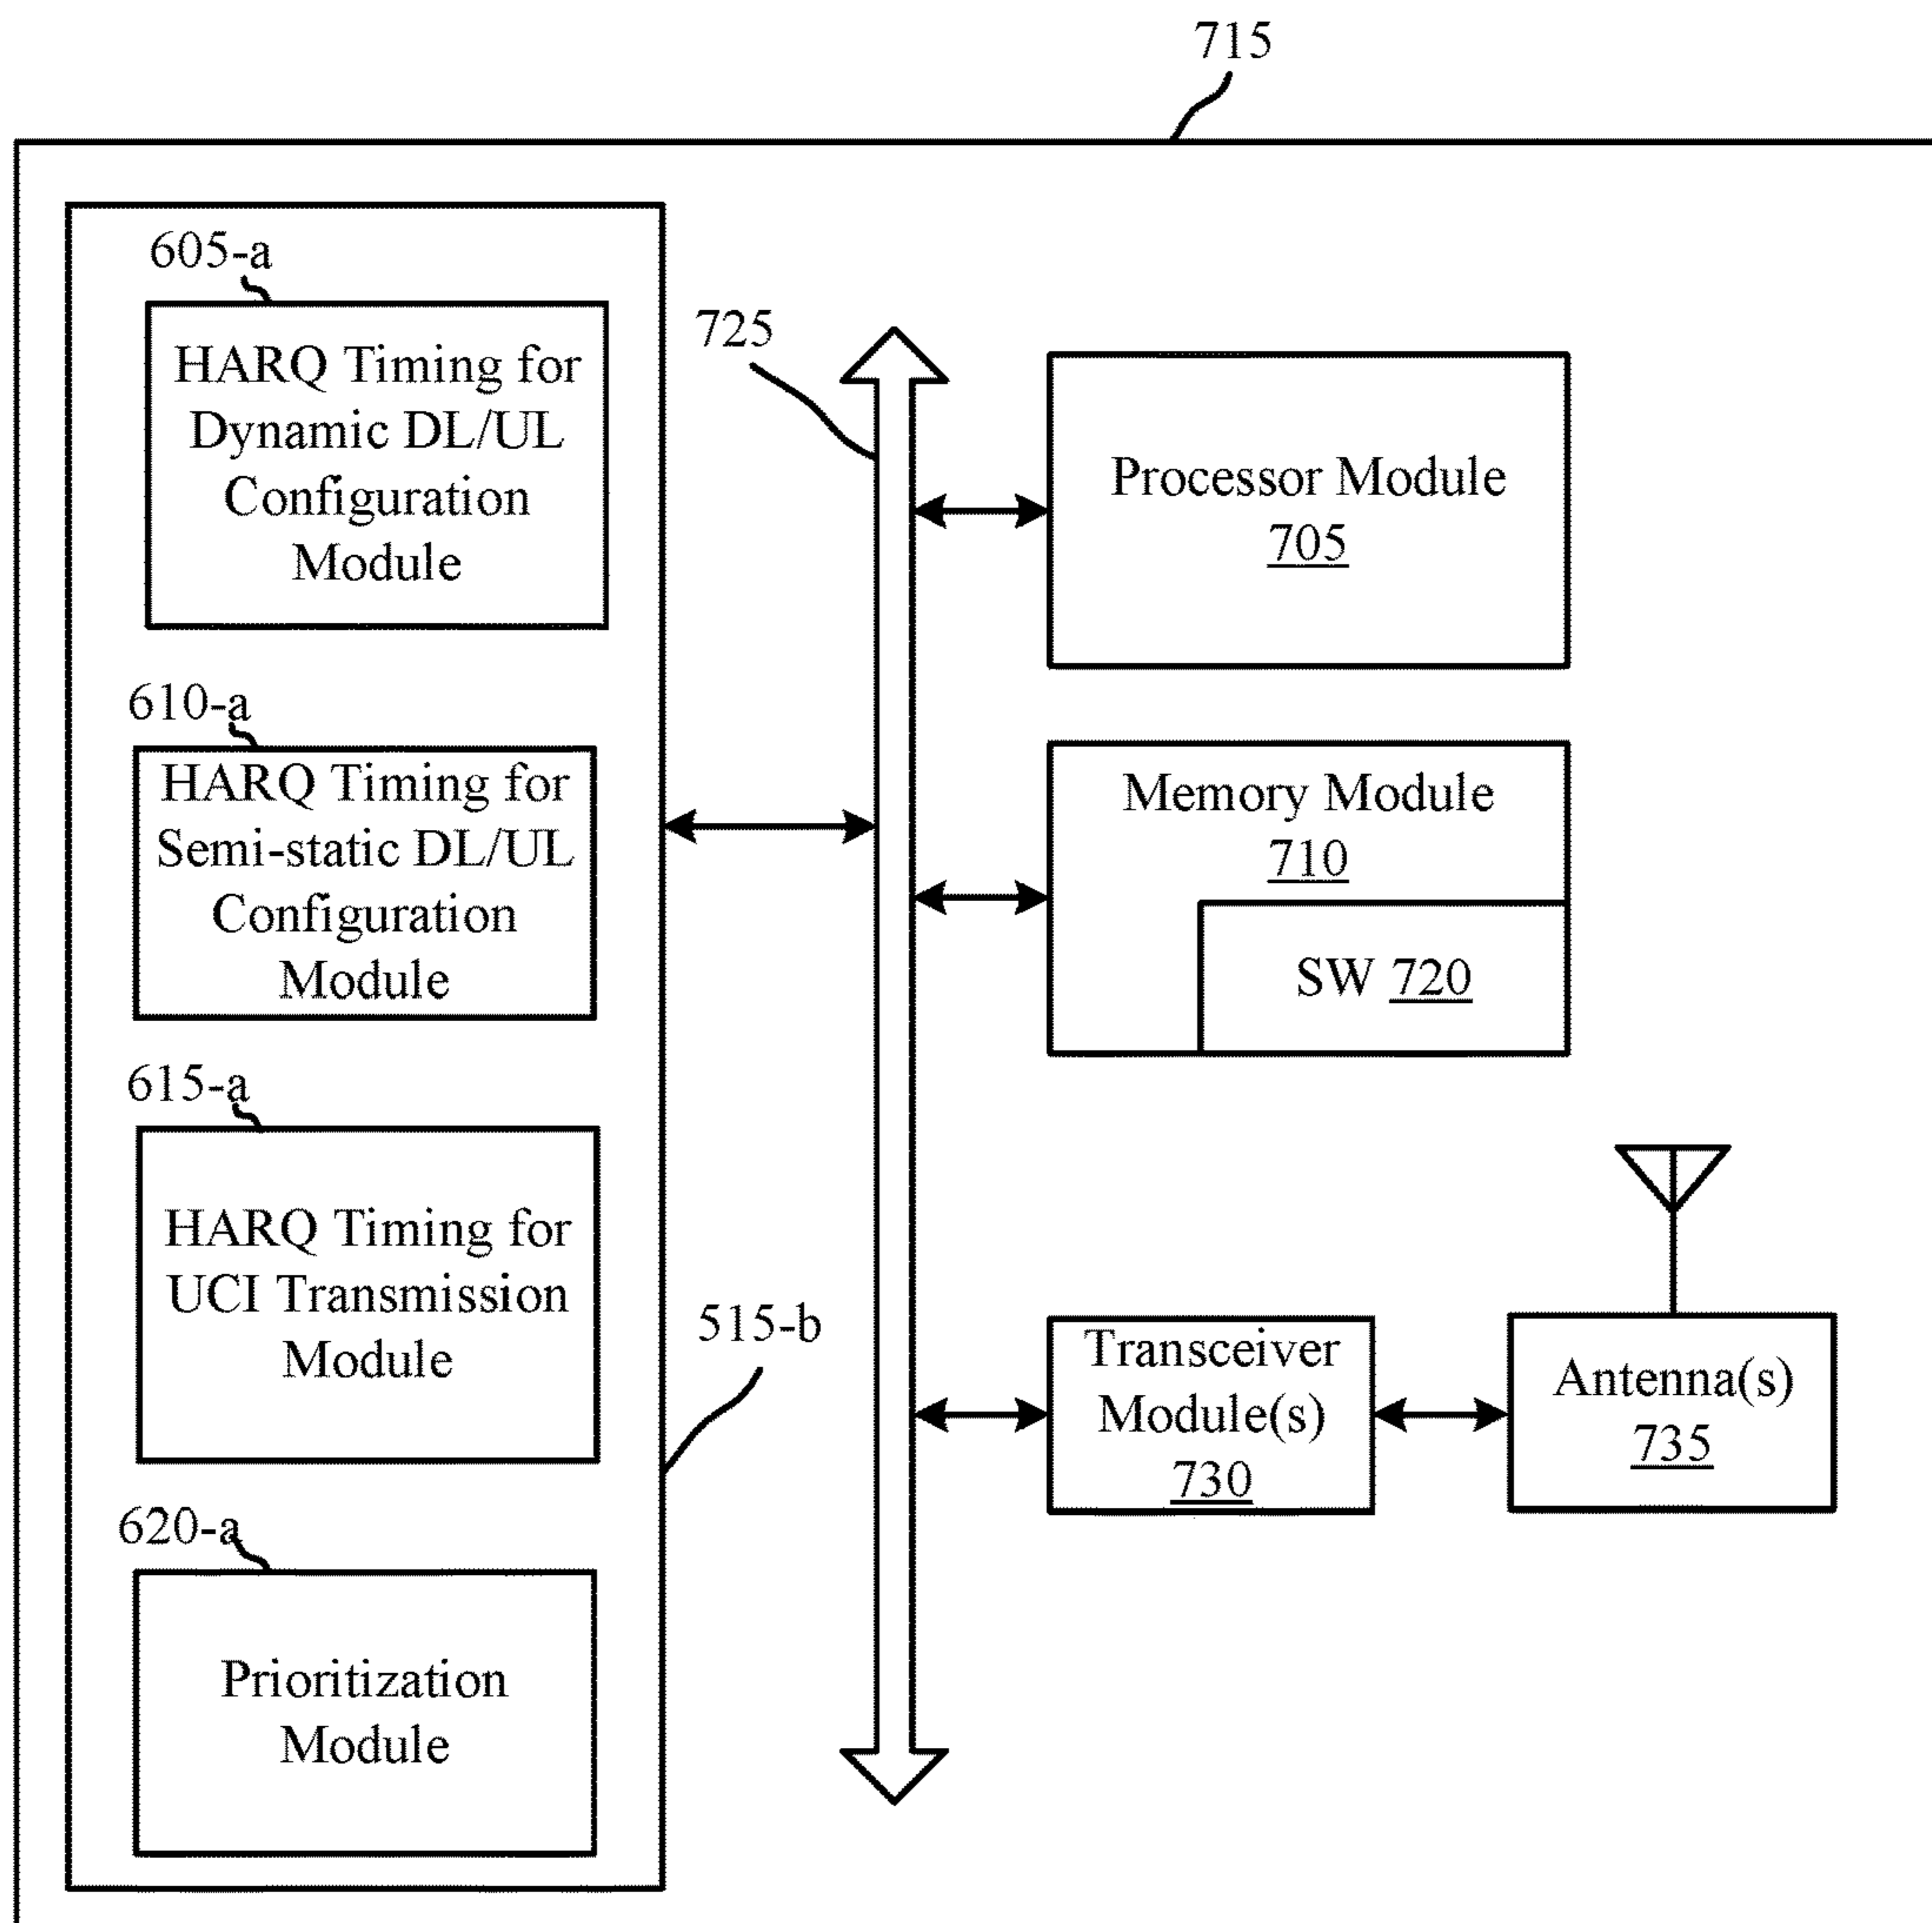 715
605-a
HARQ Timing for
Dynamic DL/UL
Configuration
Module
610-a
HARQ Timing for
Semi-static DL/UL
Configuration
Module
615-a
HARQ Timing for
UCI Transmission
Module
620-a
Prioritization
Module
515-b
725
Processor Module
705
Memory Module
710
SW 720
Transceiver
Module(s)
730
Antenna(s)
735